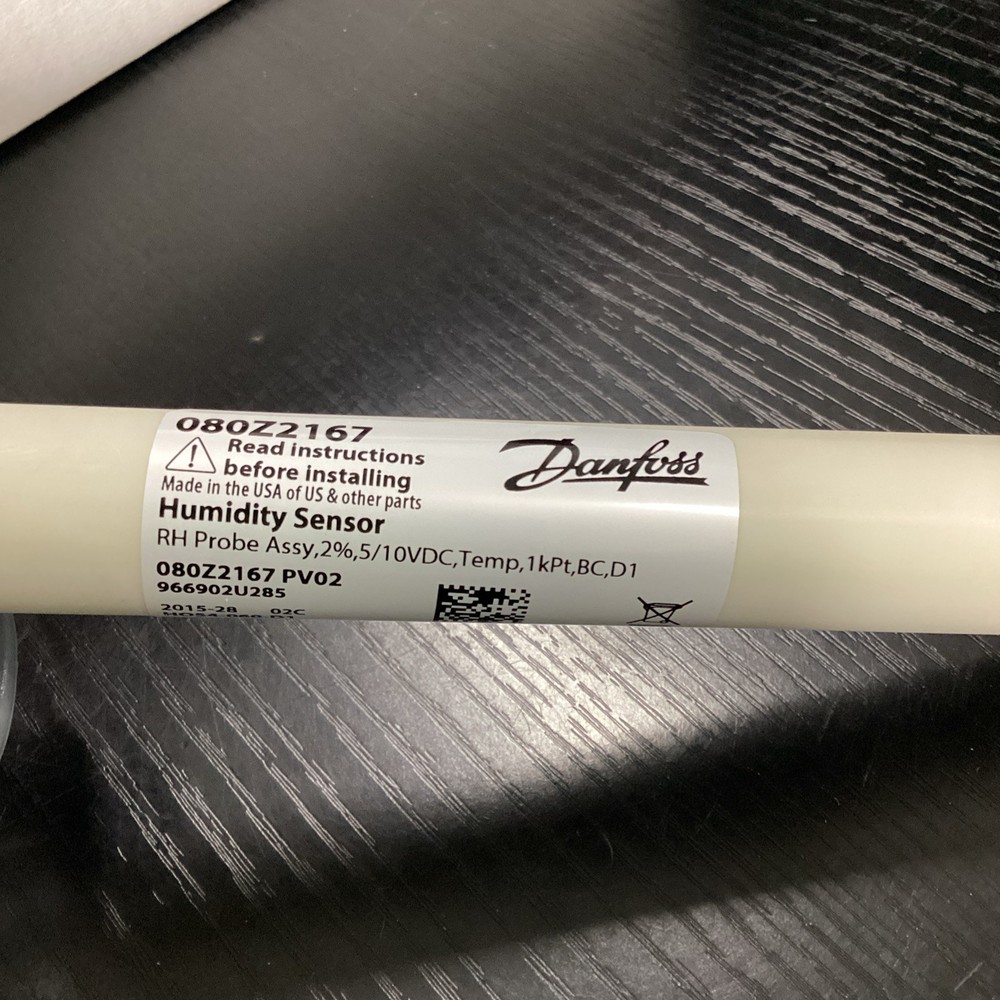 080Z2167
Danfoss
Read instructions
before installing
Made in the USA of US & other parts
Humidity Sensor
RH Probe Assy,2%,5/10VDC,Temp,1kPt,BC,D1
080Z2167 PV02
966902U285
2015-28 02C